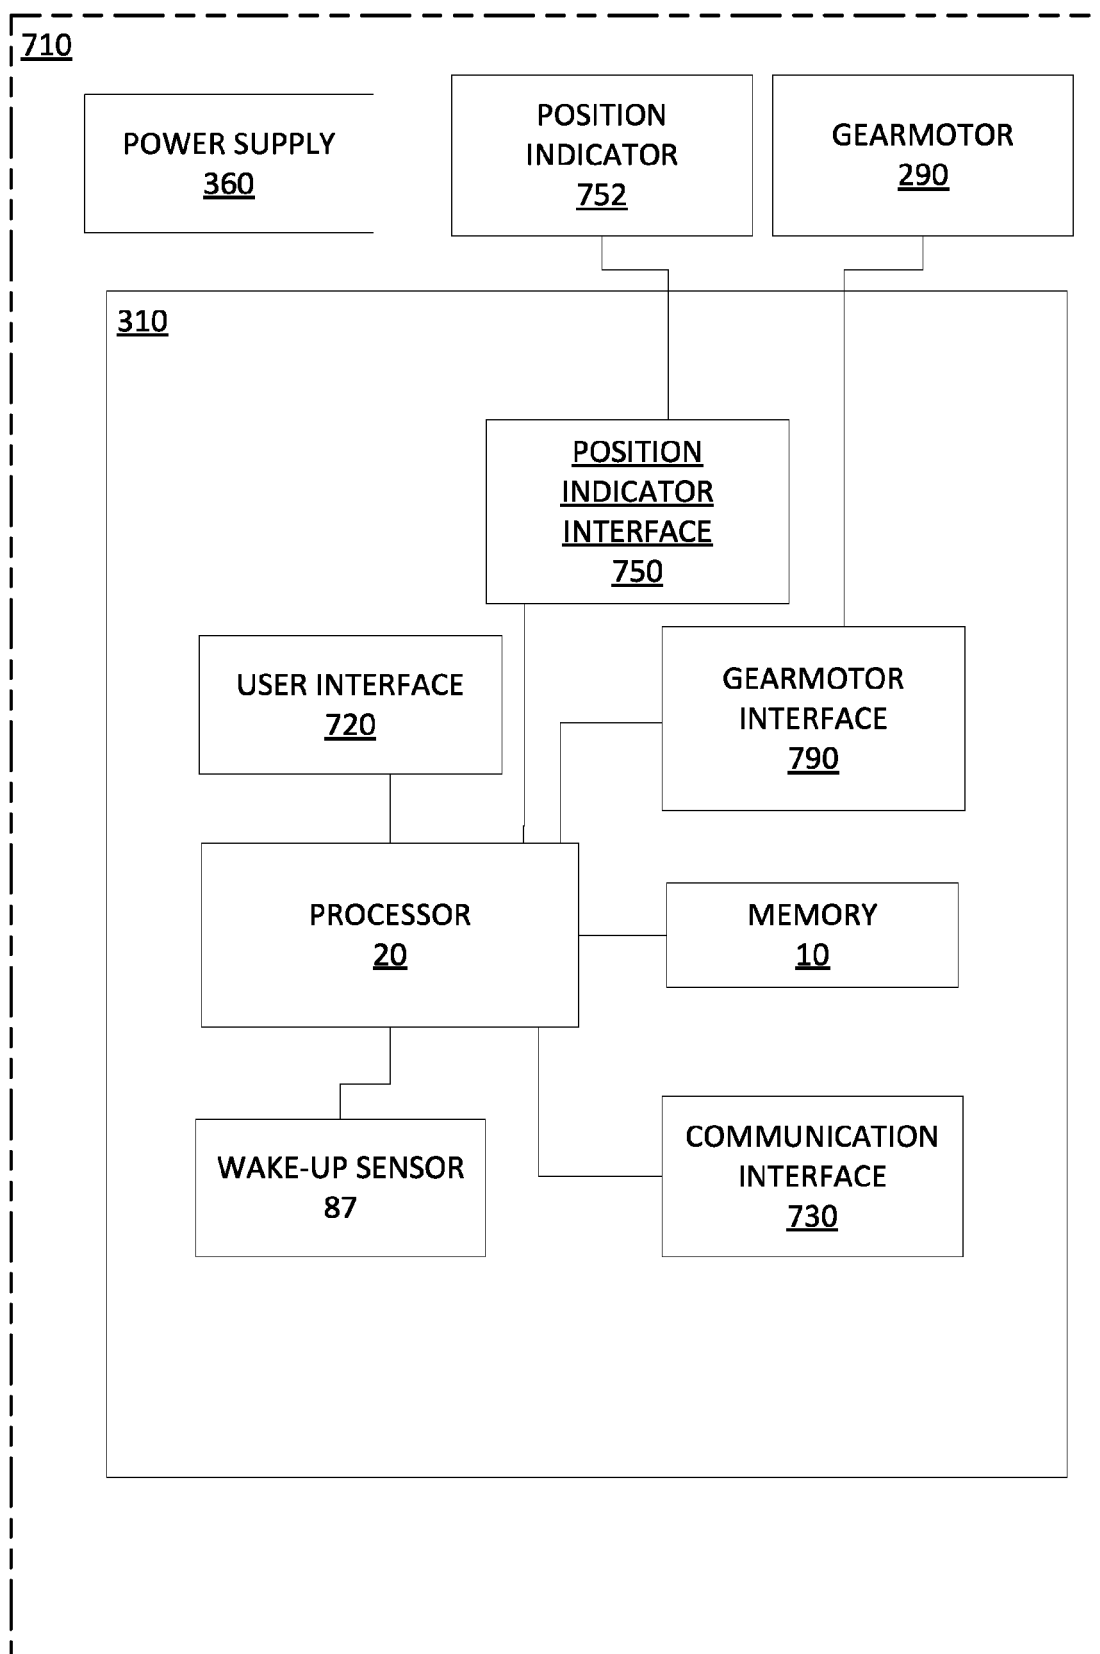 710
POWER SUPPLY
360
POSITION
INDICATOR
752
GEARMOTOR
290
310
POSITION
INDICATOR
INTERFACE
750
USER INTERFACE
720
GEARMOTOR
INTERFACE
790
PROCESSOR
20
MEMORY
10
WAKE-UP SENSOR
87
COMMUNICATION
INTERFACE
730